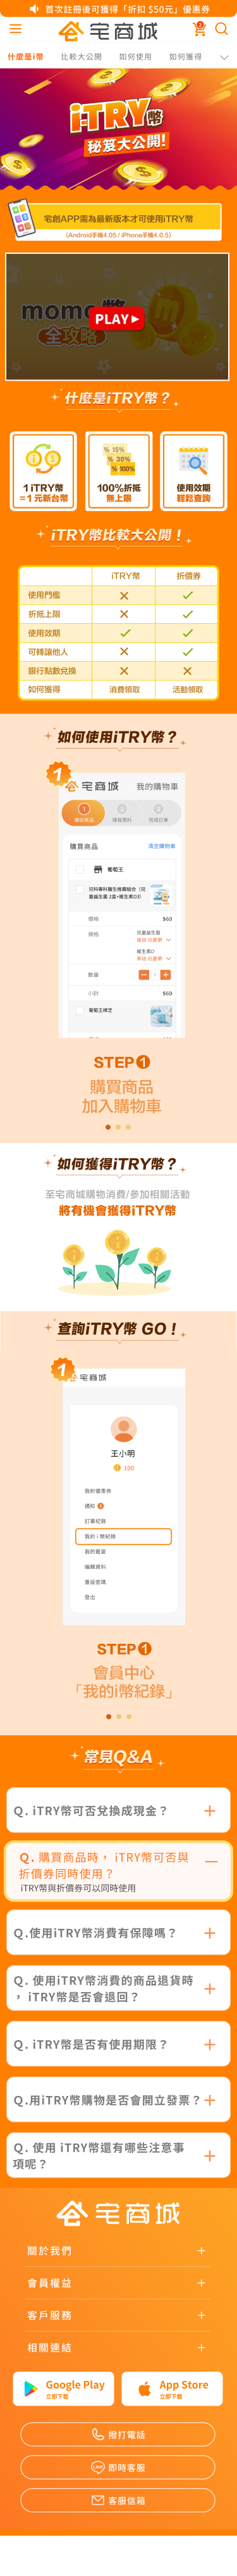 首次註冊後可獲得「折扣 $50元」優惠券
宅商城
什麼是i幣 比較大公開 如何使用 如何獲得
iTRY幣
秘笈大公開!
宅創APP需為最新版本才可使用iTRY幣
(Android手機4.05 / iPhone手機4.0.5)
momo
全攻略
PLAY
什麼是iTRY幣?
1 iTRY幣
=1元新台幣
15%
30%
100%
100%折抵
無上限
使用效期
輕鬆查詢
iTRY幣比較大公開!
iTRY幣 折價券
使用門檻
折抵上限
使用效期
可轉讓他人
銀行點數兌換
如何獲得 消費領取 活動領取
如何使用iTRY幣?
1
宅商城 我的購物車
1 2 3
確認商品 填寫資料 完成訂單
購買商品 清空購物車
葡萄王
價格 $60
規格
數量
小計 $60
STEP1
購買商品
加入購物車
如何獲得iTRY幣?
至宅商城購物消費/參加相關活動
將有機會獲得iTRY幣
查詢iTRY幣 GO!
1
宅商城
王小明
100
我的優惠券
通知
訂單紀錄
我的 i 幣紀錄
我的最愛
編輯資料
重設密碼
登出
STEP1
會員中心
「我的i幣紀錄」
常見Q&A
Q. iTRY幣可否兌換成現金?
Q. 購買商品時, iTRY幣可否與
折價券同時使用?
iTRY幣與折價券可以同時使用
Q.使用iTRY幣消費有保障嗎?
Q. 使用iTRY幣消費的商品退貨時
, iTRY幣是否會退回?
Q. iTRY幣是否有使用期限?
Q.用iTRY幣購物是否會開立發票?
Q. 使用 iTRY幣還有哪些注意事
項呢?
宅商城
關於我們
會員權益
客戶服務
相關連結
Google Play
立即下載
App Store
立即下載
撥打電話
LINE 即時客服
客服信箱